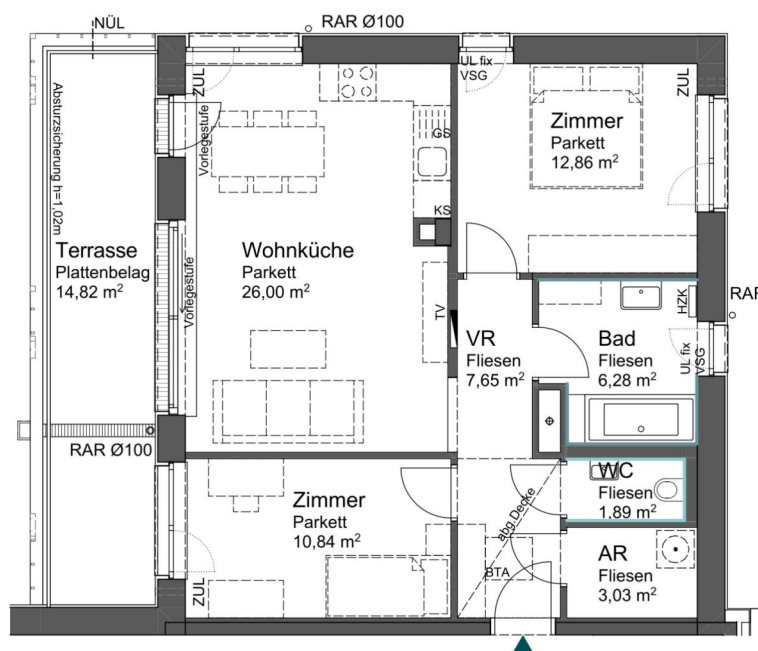 NÜL
RAR Ø100
ZUL
UL fix
VSG
ZUL
Absturzsicherung h=1,02m
Vorlegestufe
GS
Zimmer
Parkett
12,86 m²
KS
Terrasse
Plattenbelag
14,82 m²
Wohnküche
Parkett
26,00 m²
Vorlegestufe
TV
HZK
RAR
VR
Fliesen
7,65 m²
Bad
Fliesen
6,28 m²
UL fix
VSG
RAR Ø100
Zimmer
Parkett
10,84 m²
abg.Decke
WC
Fliesen
1,89 m²
ZUL
BTA
AR
Fliesen
3,03 m²